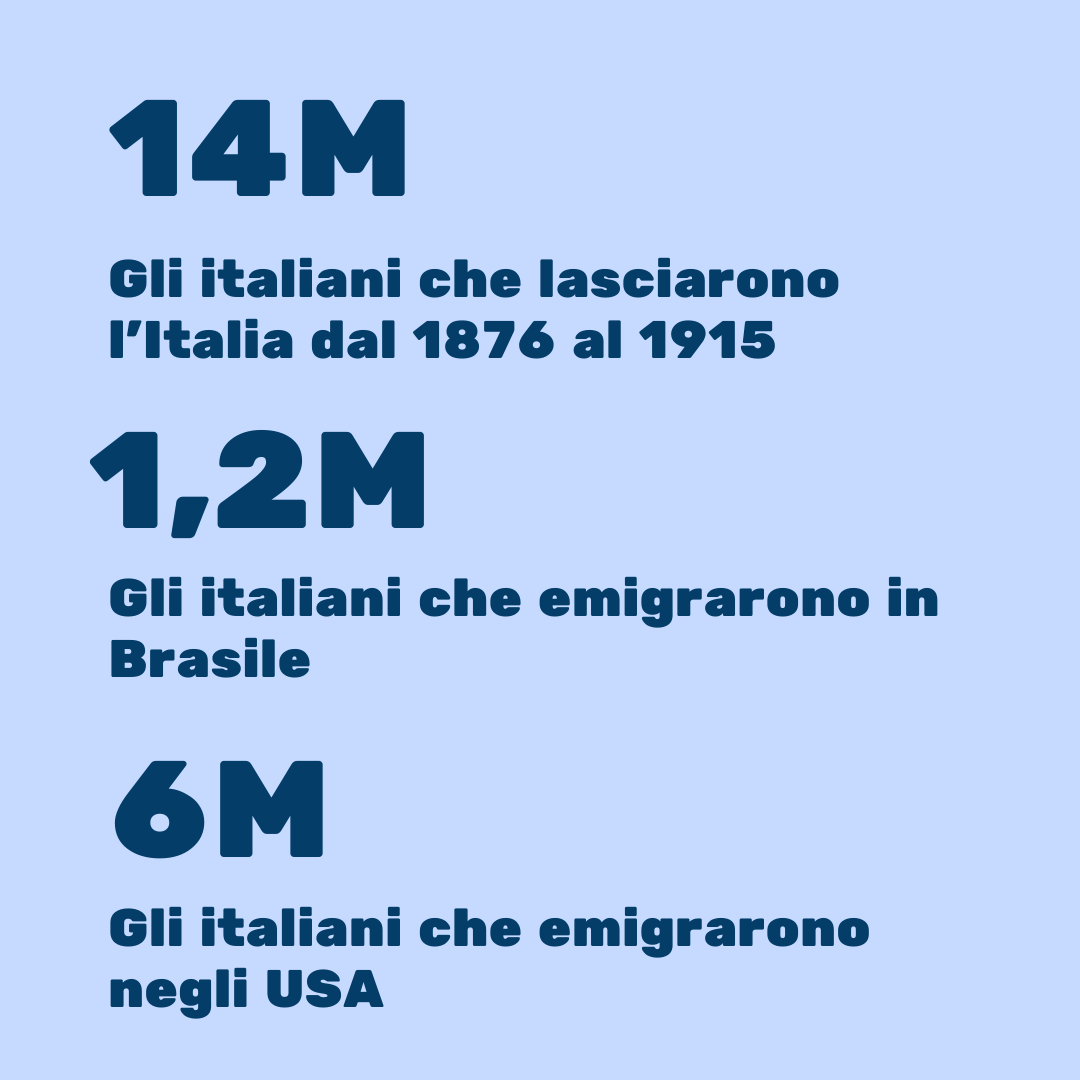 14M
Gli italiani che lasciarono
l’Italia dal 1876 al 1915
1,2M
Gli italiani che emigrarono in
Brasile
6M
Gli italiani che emigrarono
negli USA